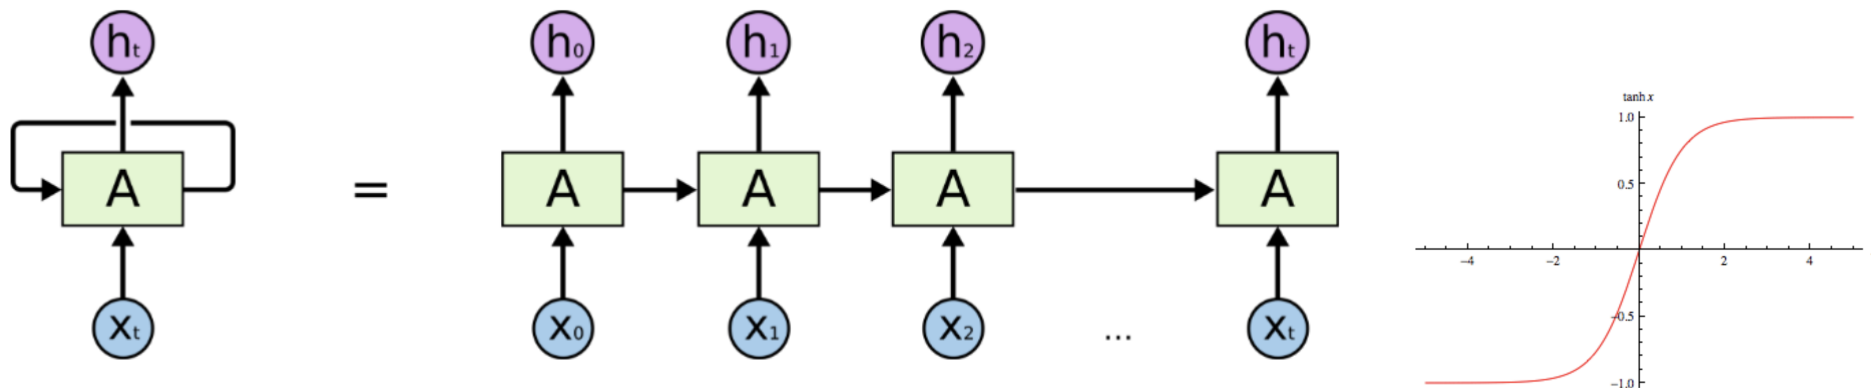 hₜ
A
xₜ
=
h₀ h₁ h₂ hₜ
A A A A
x₀ x₁ x₂ ... xₜ
tanh x
1.0
0.5
−4 −2 2 4
−0.5
−1.0